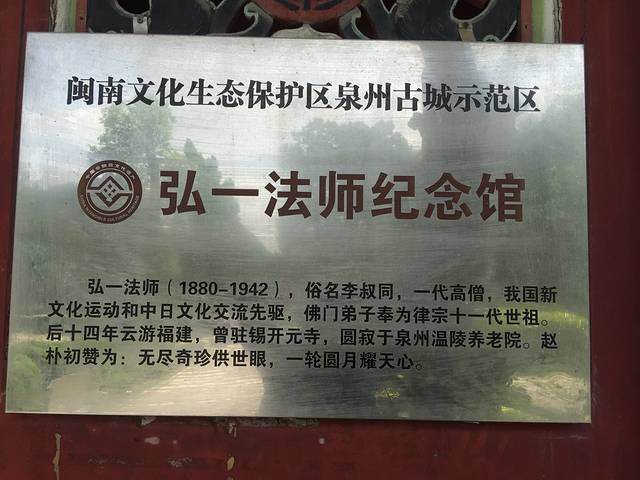 闽南文化生态保护区泉州古城示范区
弘一法师纪念馆
弘一法师（1880-1942），俗名李叔同，一代高僧，我国新
文化运动和中日文化交流先驱，佛门弟子奉为律宗十一代世祖。
后十四年云游福建，曾驻锡开元寺，圆寂于泉州温陵养老院。赵
朴初赞为：无尽奇珍供世眼，一轮圆月耀天心。